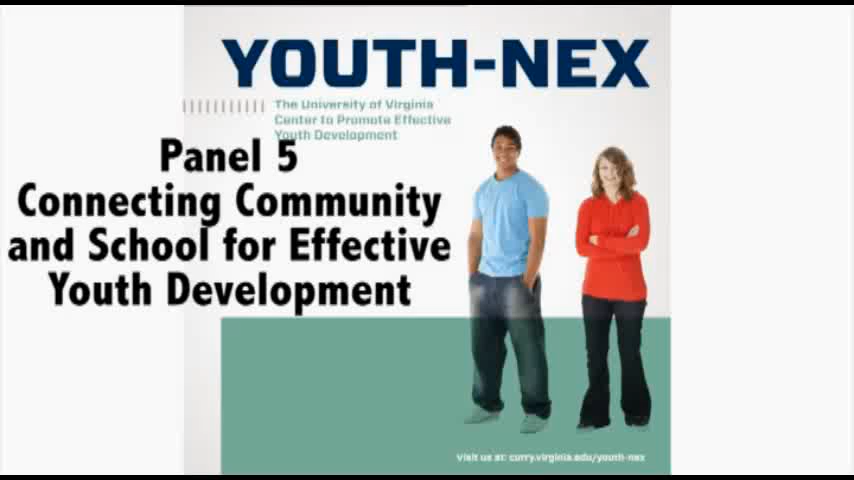 YOUTH-NEX
The University of Virginia
Center to Promote Effective
Youth Development
Panel 5
Connecting Community
and School for Effective
Youth Development
Visit us at: curry.virginia.edu/youth-nex